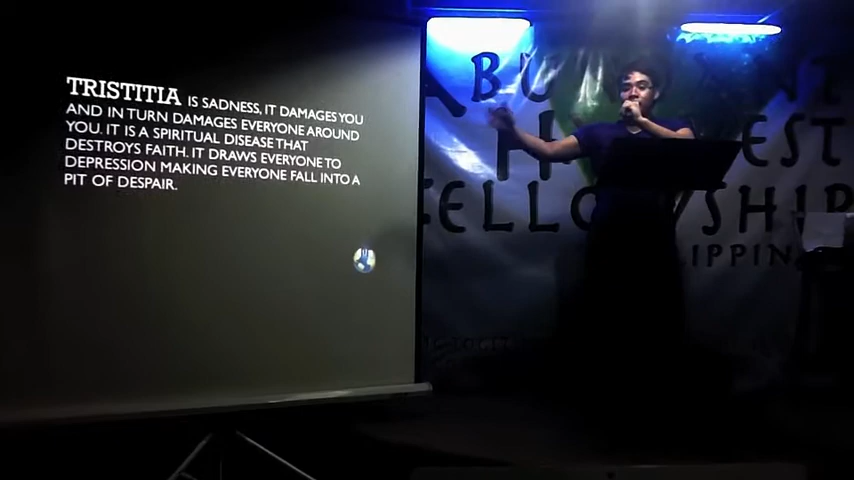 TRISTITIA IS SADNESS, IT DAMAGES YOU
AND IN TURN DAMAGES EVERYONE AROUND
YOU. IT IS A SPIRITUAL DISEASE THAT
DESTROYS FAITH. IT DRAWS EVERYONE TO
DEPRESSION MAKING EVERYONE FALL INTO A
PIT OF DESPAIR.